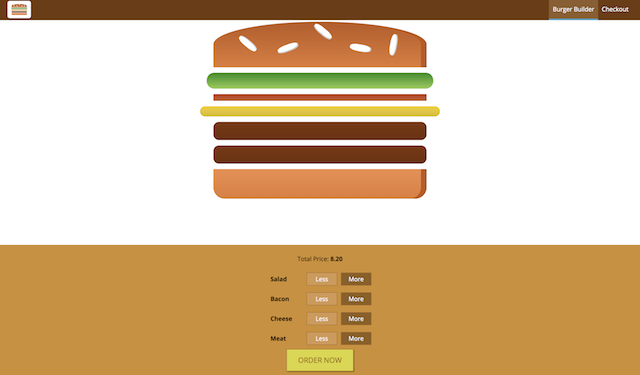 Burger Builder Checkout
Total Price: 8.20
Salad Less More
Bacon Less More
Cheese Less More
Meat Less More
ORDER NOW